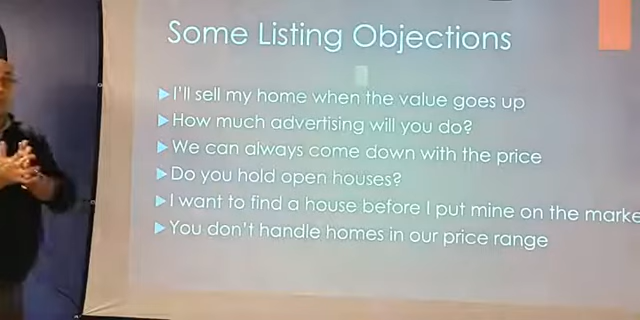 Some Listing Objections
I'll sell my home when the value goes up
How much advertising will you do?
We can always come down with the price
Do you hold open houses?
I want to find a house before I put mine on the marke
You don't handle homes in our price range